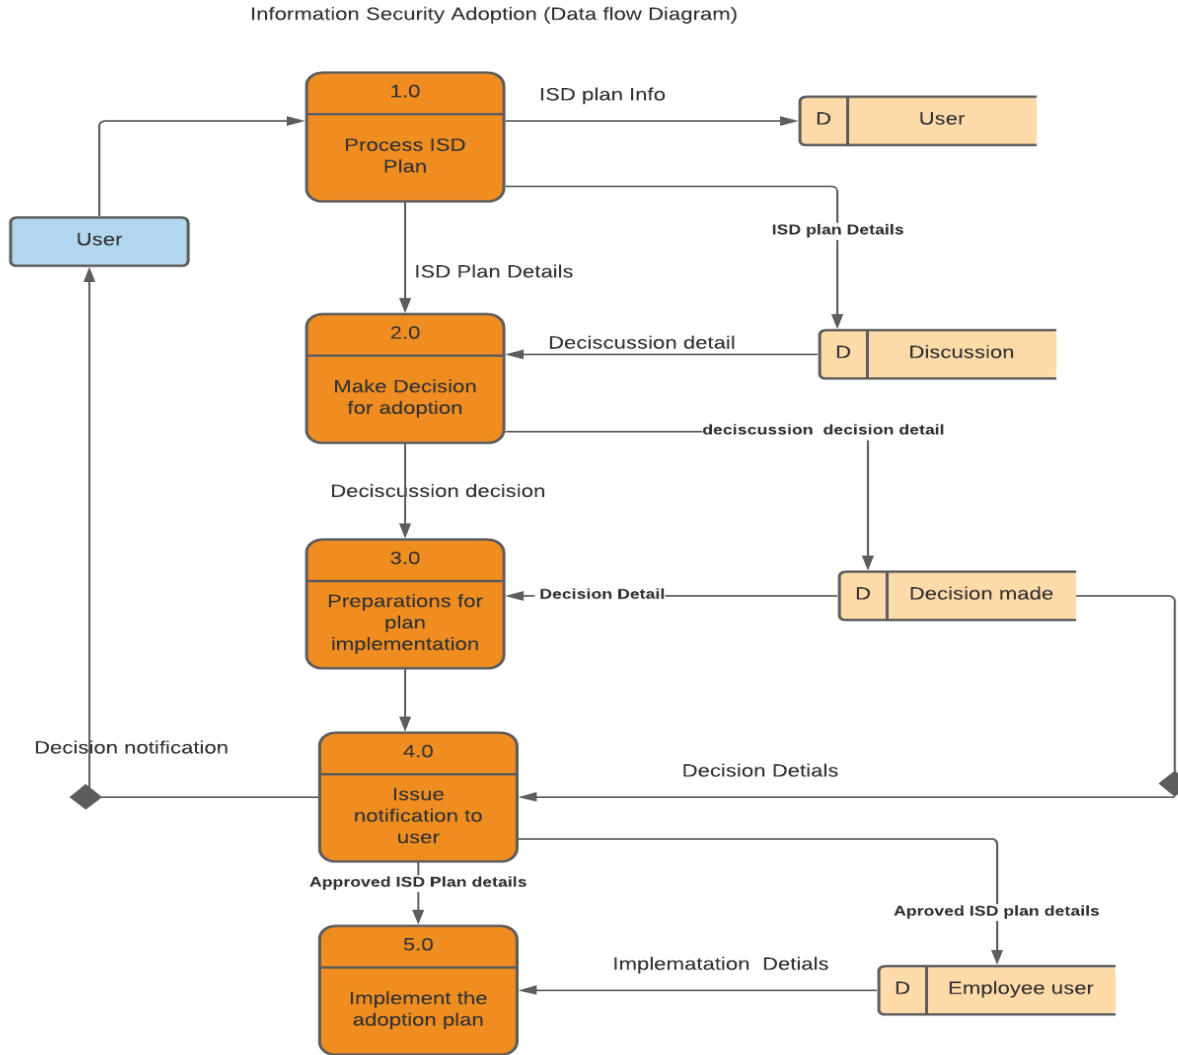 Information Security Adoption (Data flow Diagram)
1.0
Process ISD
Plan
ISD plan Info
D
User
User
ISD plan Details
ISD Plan Details
2.0
Make Decision
for adoption
Deciscussion detail
D
Discussion
deciscussion  decision detail
Deciscussion decision
3.0
Preparations for
plan
implementation
Decision Detail
D
Decision made
Decision notification
4.0
Issue
notification to
user
Decision Detials
Approved ISD Plan details
Aproved ISD plan details
5.0
Implement the
adoption plan
Implematation  Detials
D
Employee user